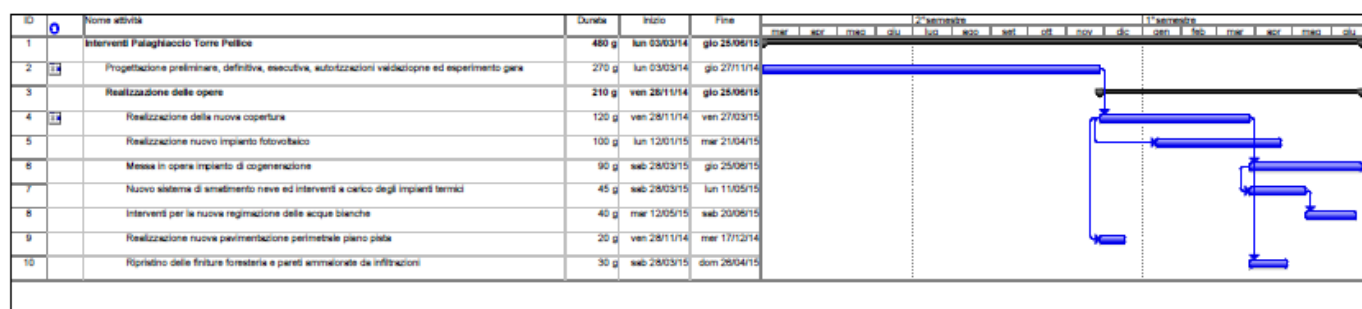 ID Nome attività Durata Inizio Fine 2° semestre 1° semestre
mar apr mag giu lug ago set ott nov dic gen feb mar apr mag giu
1 Interventi Palaghiaccio Torre Pellice 480 g lun 03/03/14 gio 25/06/15
2 Progettazione preliminare, definitiva, esecutiva, autorizzazioni validazione ed esperimento gara 270 g lun 03/03/14 gio 27/11/14
3 Realizzazione delle opere 210 g ven 28/11/14 gio 25/06/15
4 Realizzazione della nuova copertura 120 g ven 28/11/14 ven 27/03/15
5 Realizzazione nuovo impianto fotovoltaico 100 g lun 12/01/15 mar 21/04/15
6 Messa in opera impianto di cogenerazione 90 g sab 28/03/15 gio 25/06/15
7 Nuovo sistema di smaltimento neve ed interventi a carico degli impianti termici 45 g sab 28/03/15 lun 11/05/15
8 Interventi per la nuova regimazione delle acque bianche 40 g mar 12/05/15 sab 20/06/15
9 Realizzazione nuova pavimentazione perimetrale piano pista 20 g ven 28/11/14 mer 17/12/14
10 Ripristino delle finiture foresteria e pareti ammalorate da infiltrazioni 30 g sab 28/03/15 dom 26/04/15